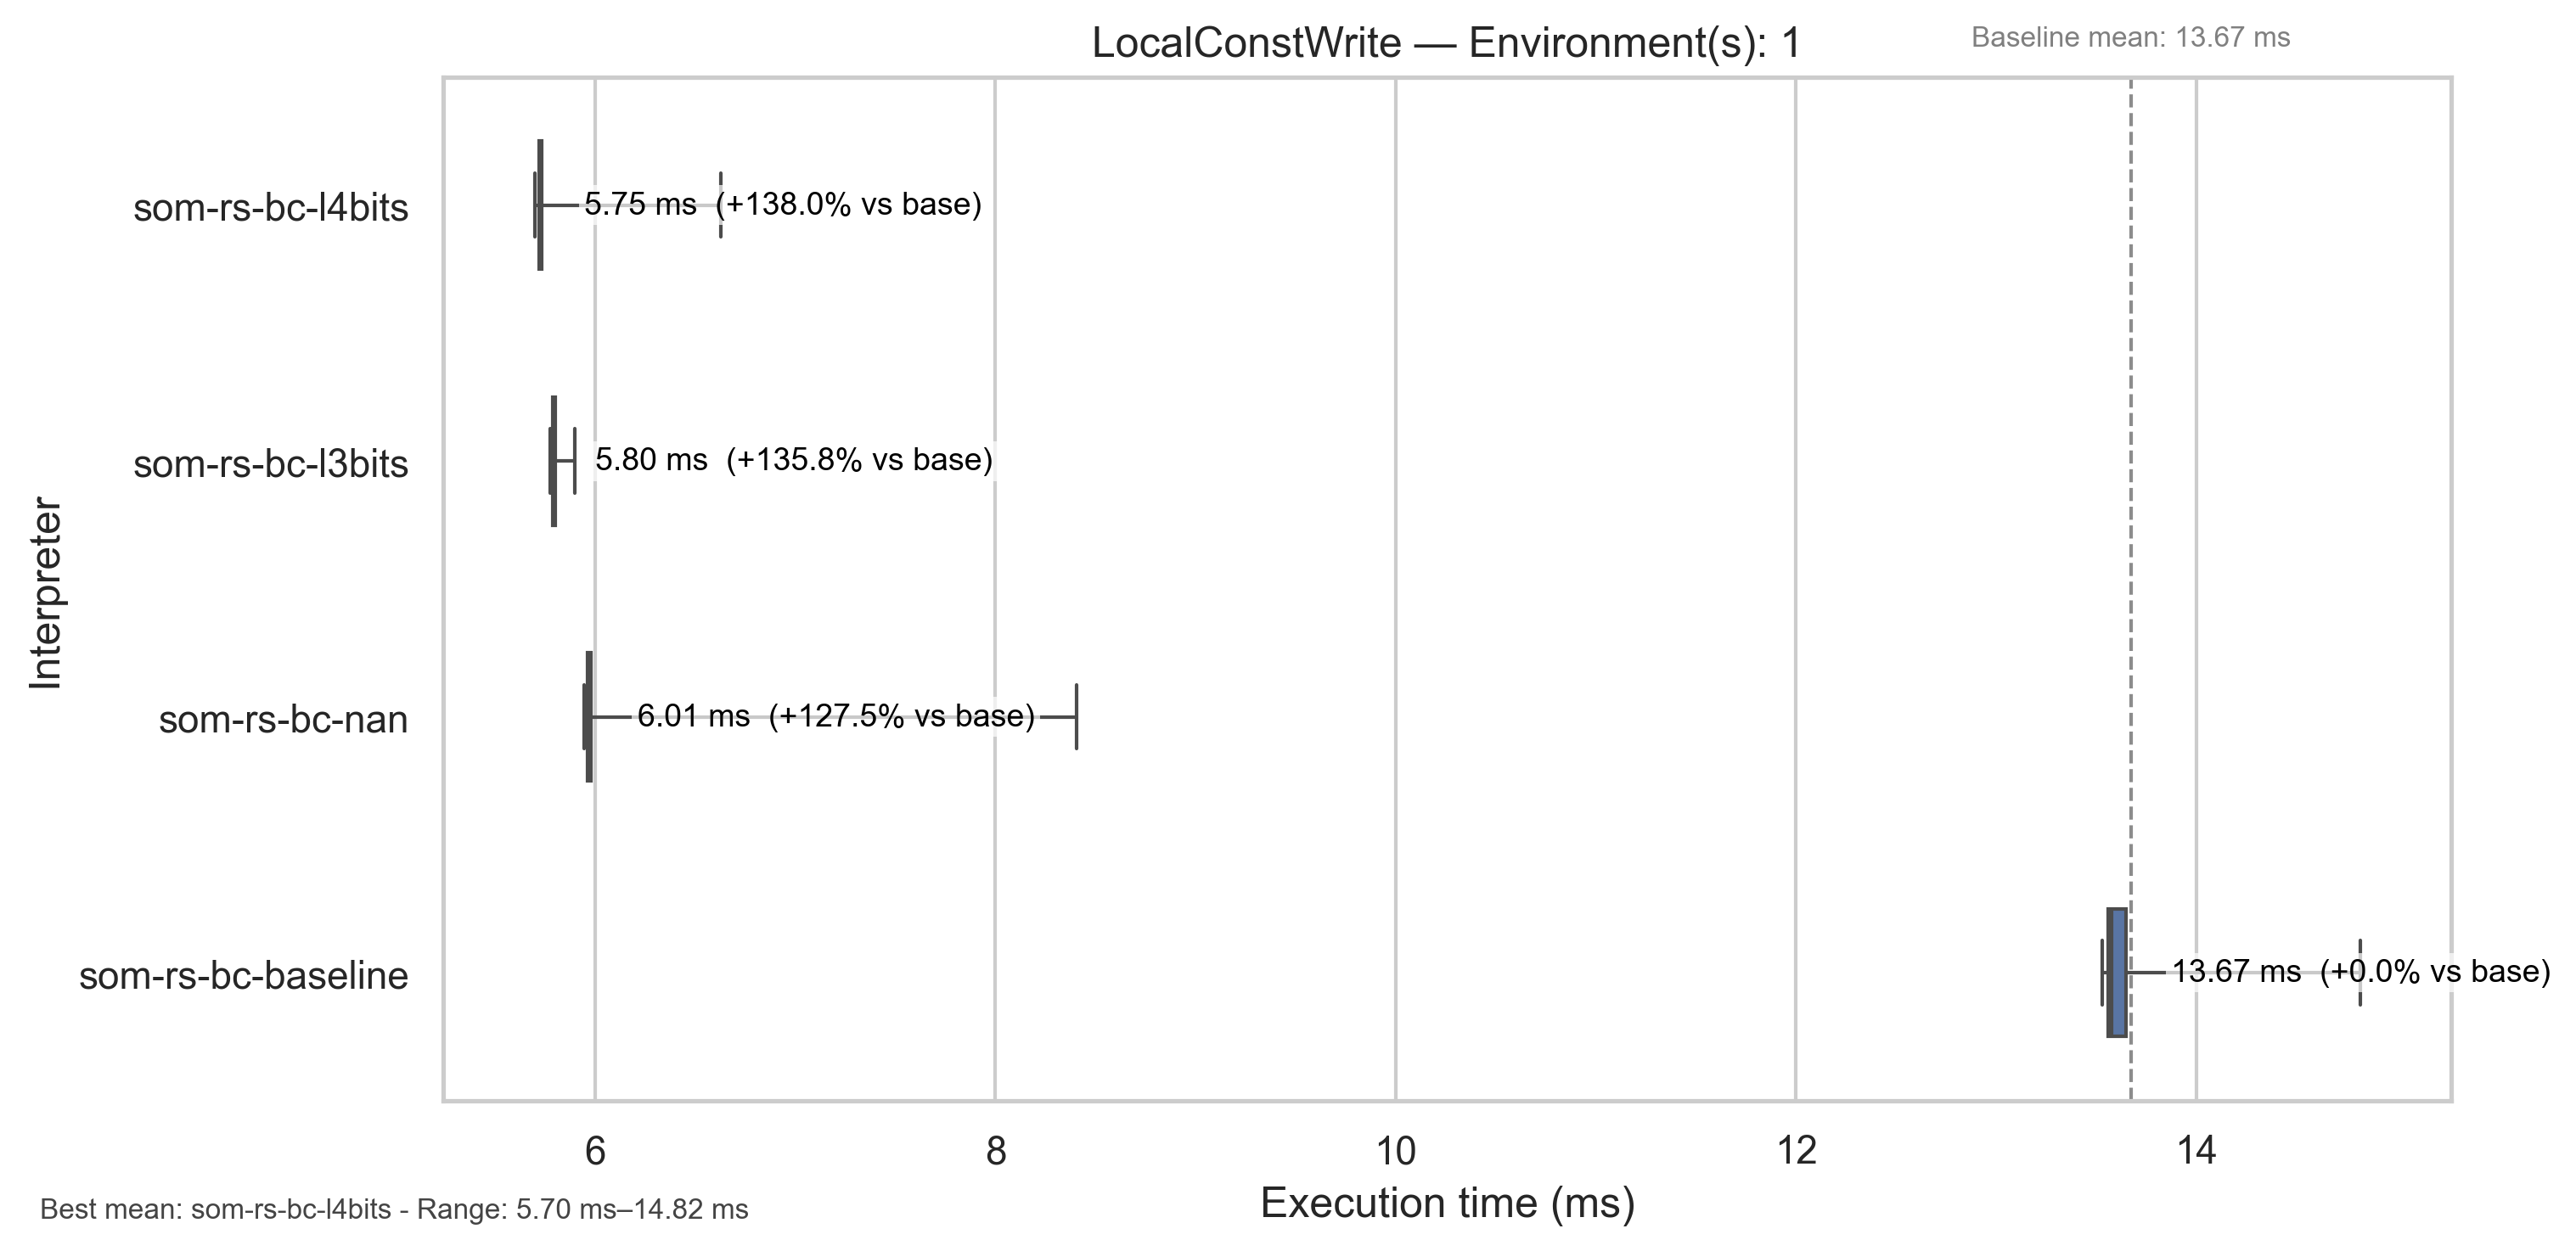 LocalConstWrite — Environment(s): 1
Baseline mean: 13.67 ms
som-rs-bc-l4bits
5.75 ms (+138.0% vs base)
som-rs-bc-l3bits
5.80 ms (+135.8% vs base)
Interpreter
som-rs-bc-nan
6.01 ms (+127.5% vs base)
som-rs-bc-baseline
13.67 ms (+0.0% vs base)
6 8 10 12 14
Execution time (ms)
Best mean: som-rs-bc-l4bits - Range: 5.70 ms–14.82 ms